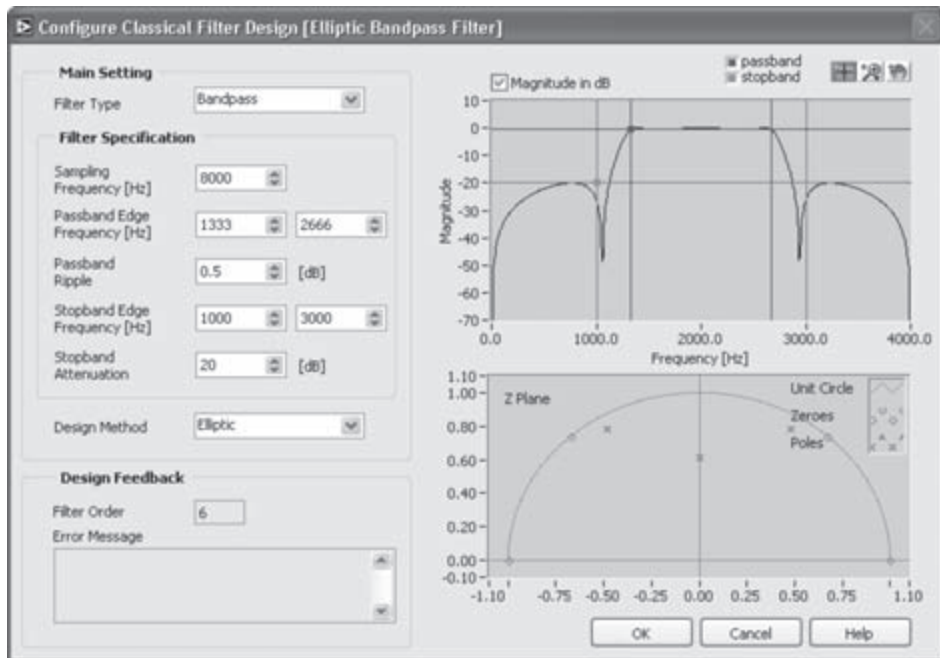 Configure Classical Filter Design [Elliptic Bandpass Filter]
Main Setting
Filter Type
Bandpass
Filter Specification
Sampling
Frequency [Hz]
8000
Passband Edge
Frequency [Hz]
1333
2666
Passband
Ripple
0.5
[dB]
Stopband Edge
Frequency [Hz]
1000
3000
Stopband
Attenuation
20
[dB]
Design Method
Elliptic
Design Feedback
Filter Order
6
Error Message
Magnitude in dB
passband
stopband
10
0
-10
-20
-30
-40
-50
-60
-70
Magnitude
0.0
1000.0
2000.0
3000.0
4000.0
Frequency [Hz]
1.10
1.00
0.80
0.60
0.40
0.20
0.00
-0.10
Z Plane
Unit Circle
Zeroes
Poles
-1.10
-0.75
-0.50
-0.25
0.00
0.25
0.50
0.75
1.10
OK
Cancel
Help